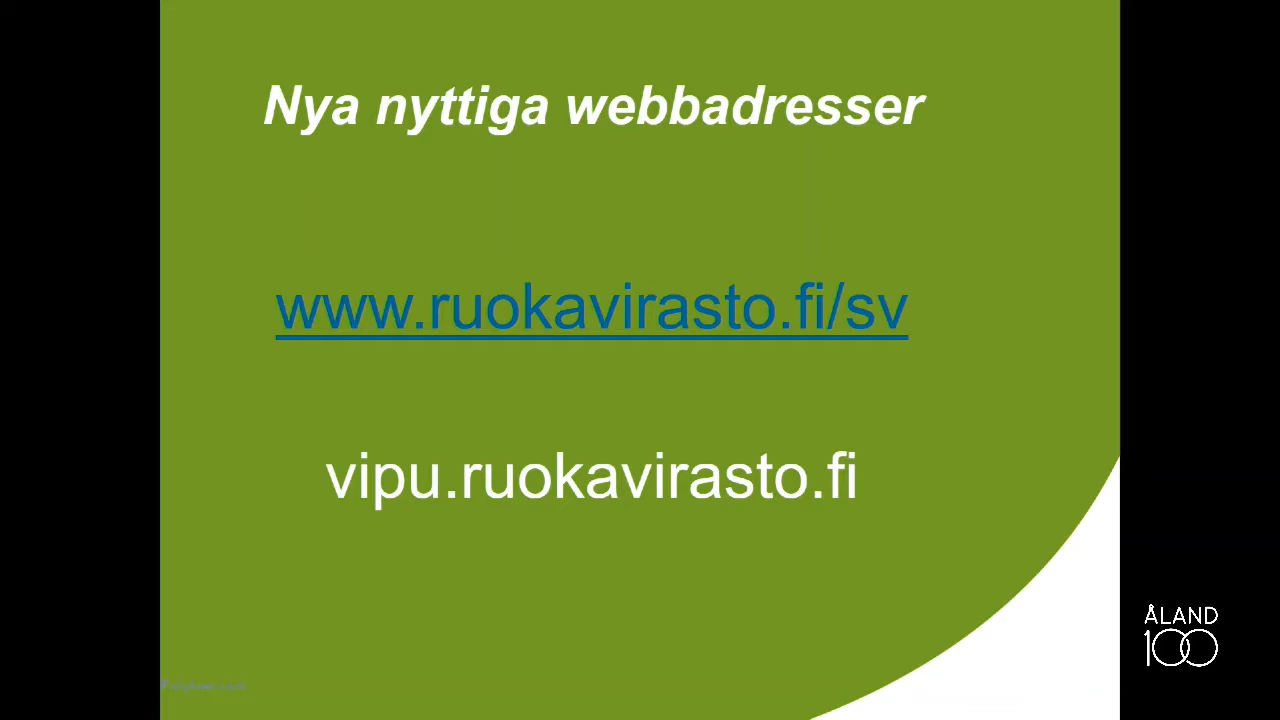 Nya nyttiga webbadresser
www.ruokavirasto.fi/sv
vipu.ruokavirasto.fi
ÅLAND
100